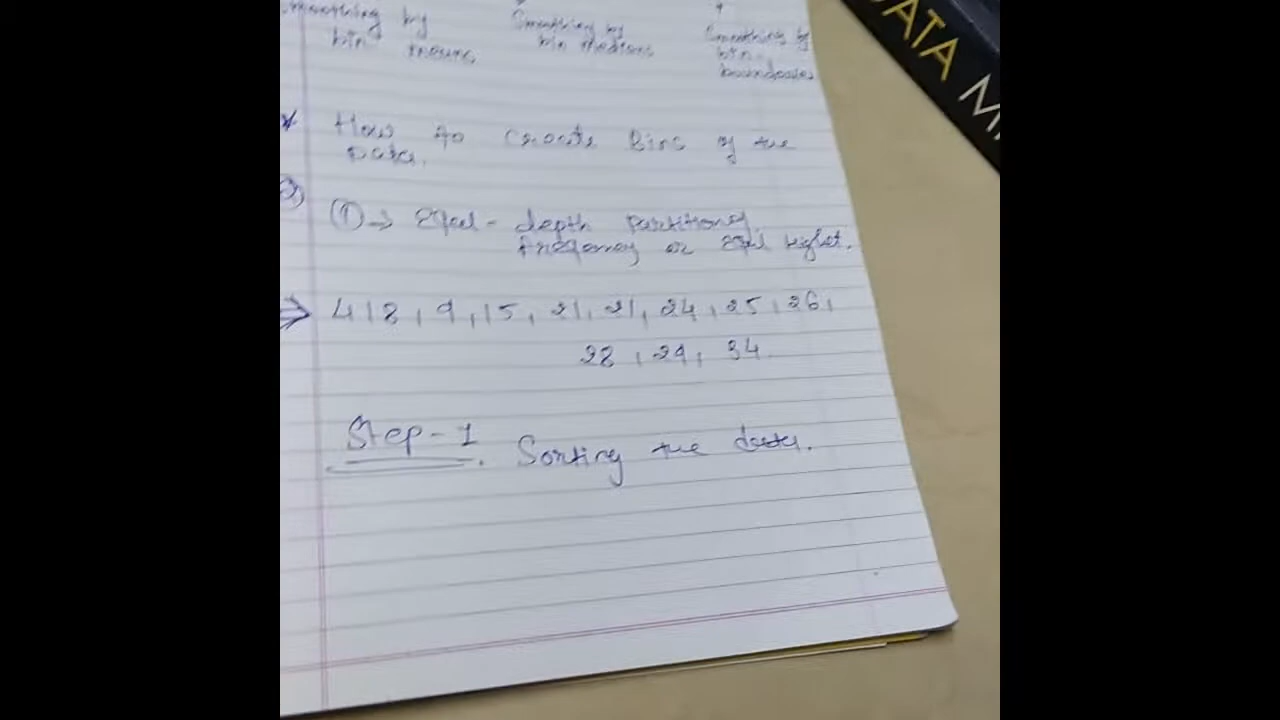 Smoothing by
bin means
Smoothing by
bin medians
Smoothing by
bin
boundaries
* How to create Bins of the
Data.
(1) → Equal - depth partitioning
frequency or Equal Hight.
⇒ 4, 8, 9, 15, 21, 21, 24, 25, 26,
28, 29, 34
Step-1. Sorting the data.
DATA